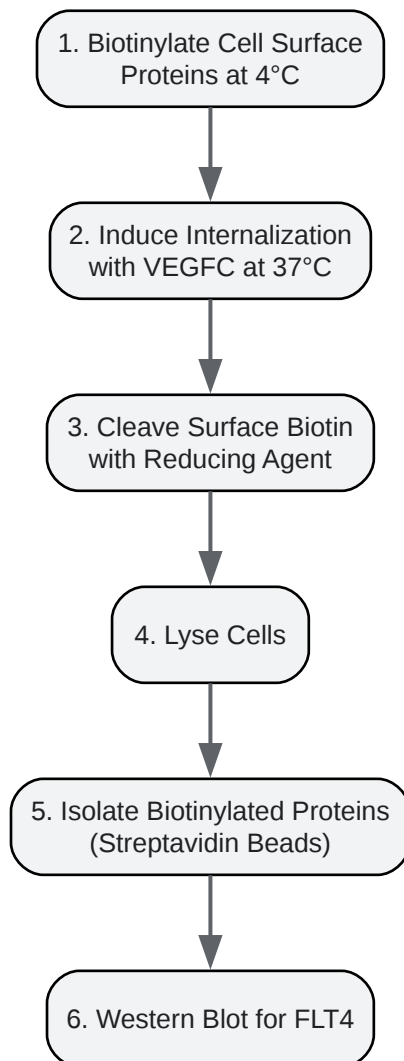 1. Biotinylate Cell Surface
Proteins at 4°C
2. Induce Internalization
with VEGFC at 37°C
3. Cleave Surface Biotin
with Reducing Agent
4. Lyse Cells
5. Isolate Biotinylated Proteins
(Streptavidin Beads)
6. Western Blot for FLT4